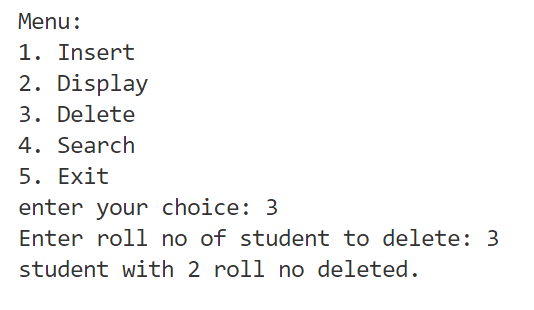 Menu:
1. Insert
2. Display
3. Delete
4. Search
5. Exit
enter your choice: 3
Enter roll no of student to delete: 3
student with 2 roll no deleted.